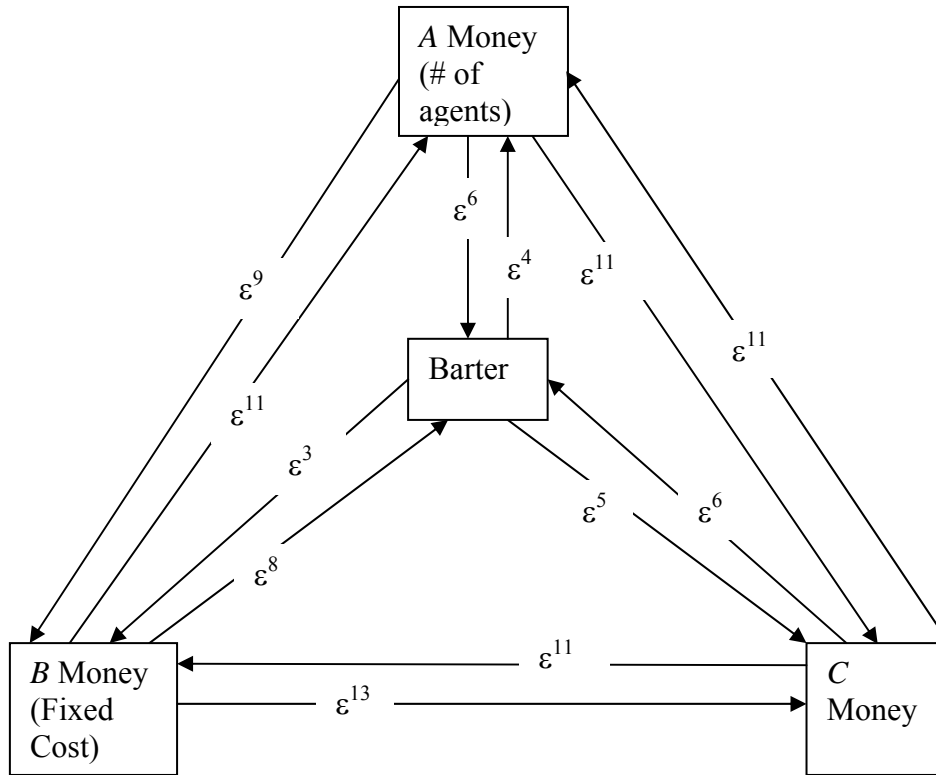 A Money
(# of
agents)
ε⁶
ε⁴
ε¹¹
ε⁹
ε¹¹
Barter
ε¹¹
ε³
ε⁵
ε⁶
ε⁸
B Money
(Fixed
Cost)
ε¹¹
ε¹³
C
Money